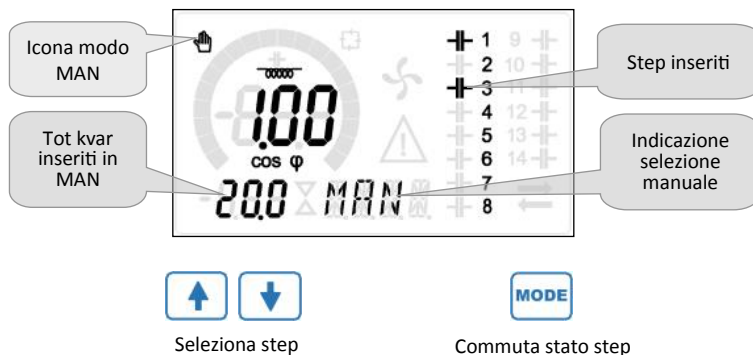 Icona modo
MAN
Tot kvar
inseriti in
MAN
1.00
cos φ
20.0 MAN
1 9
2 10
3 11
4 12
5 13
6 14
7
8
Step inseriti
Indicazione
selezione
manuale
MODE
Seleziona step
Commuta stato step